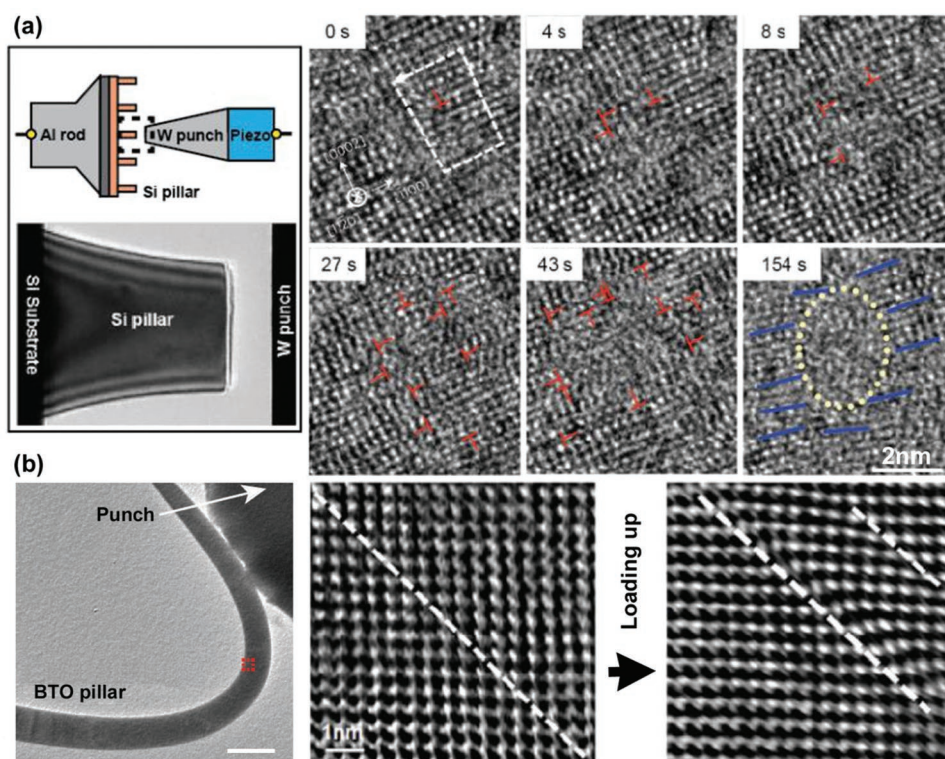 (a)
Al rod
W punch
Piezo
Si pillar
Si Substrate
Si pillar
W punch
0 s
[0002]
4 s
8 s
27 s
43 s
154 s
2nm
(b)
Punch
BTO pillar
1nm
Loading up